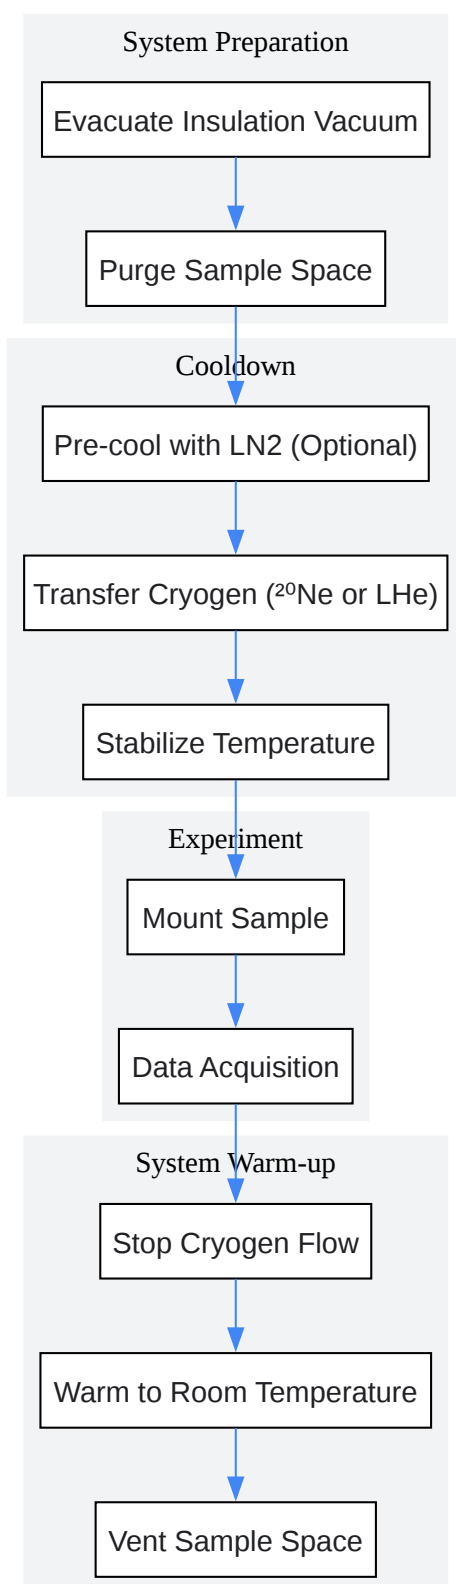 System Preparation
Evacuate Insulation Vacuum
Purge Sample Space
Cooldown
Pre-cool with LN2 (Optional)
Transfer Cryogen (²⁰Ne or LHe)
Stabilize Temperature
Experiment
Mount Sample
Data Acquisition
System Warm-up
Stop Cryogen Flow
Warm to Room Temperature
Vent Sample Space